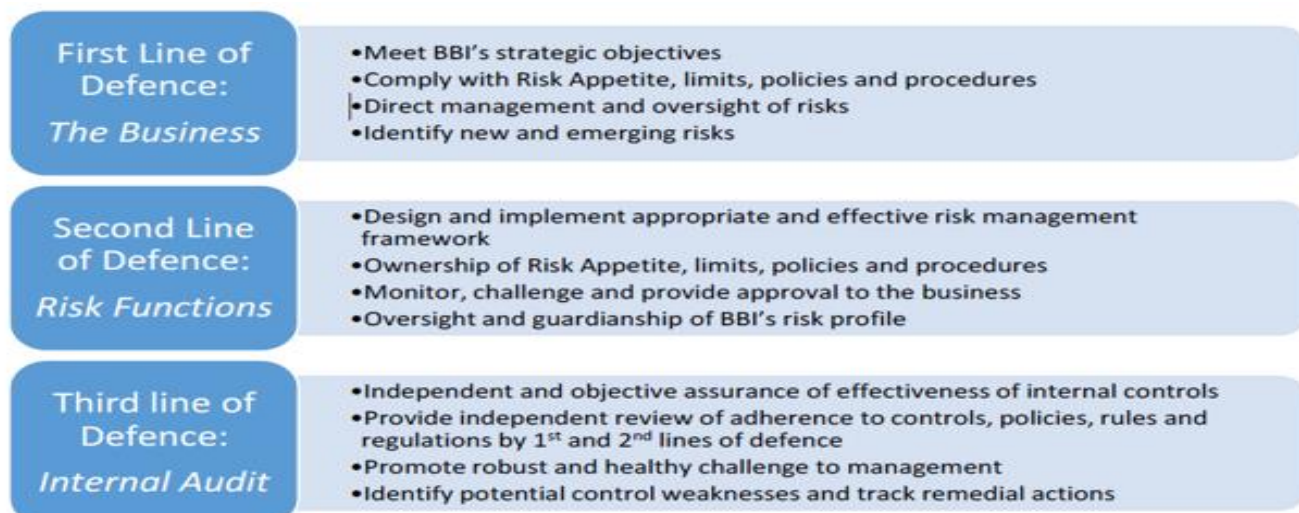 First Line of
Defence:
The Business
•Meet BBI's strategic objectives
•Comply with Risk Appetite, limits, policies and procedures
•Direct management and oversight of risks
•Identify new and emerging risks
Second Line
of Defence:
Risk Functions
•Design and implement appropriate and effective risk management
framework
•Ownership of Risk Appetite, limits, policies and procedures
•Monitor, challenge and provide approval to the business
•Oversight and guardianship of BBI's risk profile
Third line of
Defence:
Internal Audit
•Independent and objective assurance of effectiveness of internal controls
•Provide independent review of adherence to controls, policies, rules and
regulations by 1st and 2nd lines of defence
•Promote robust and healthy challenge to management
•Identify potential control weaknesses and track remedial actions